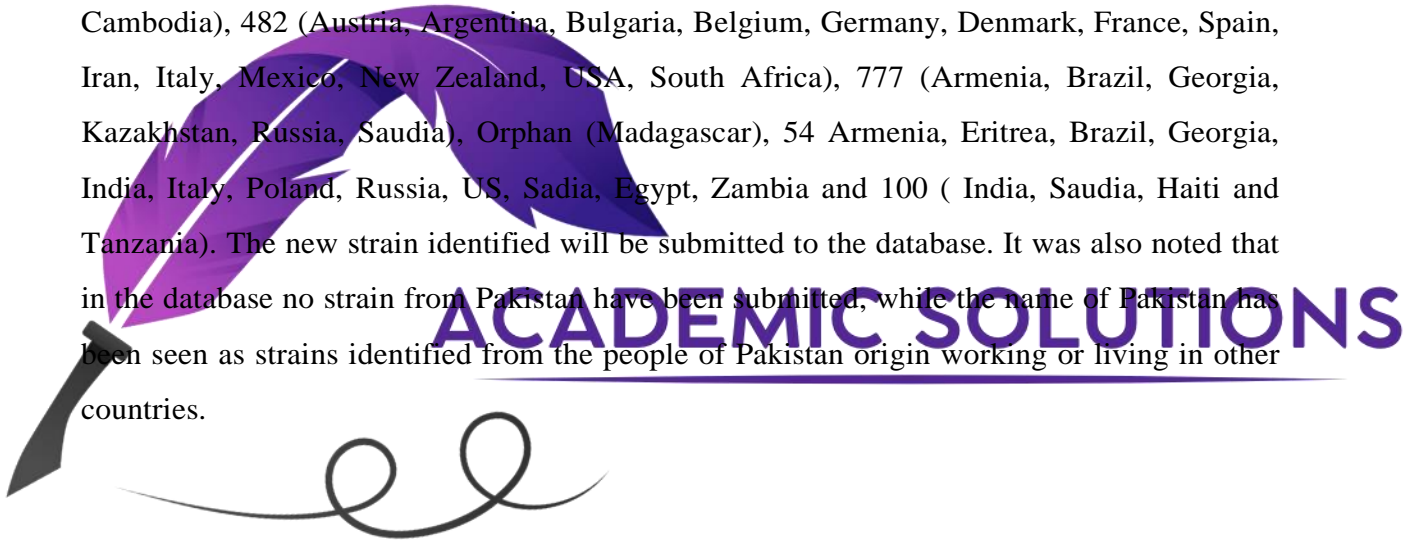 Cambodia), 482 (Austria, Argentina, Bulgaria, Belgium, Germany, Denmark, France, Spain,
Iran, Italy, Mexico, New Zealand, USA, South Africa), 777 (Armenia, Brazil, Georgia,
Kazakhstan, Russia, Saudia), Orphan (Madagascar), 54 Armenia, Eritrea, Brazil, Georgia,
India, Italy, Poland, Russia, US, Sadia, Egypt, Zambia and 100 ( India, Saudia, Haiti and
Tanzania). The new strain identified will be submitted to the database. It was also noted that
in the database no strain from Pakistan have been submitted, while the name of Pakistan has
ACADEMIC SOLUTIONS
been seen as strains identified from the people of Pakistan origin working or living in other
countries.